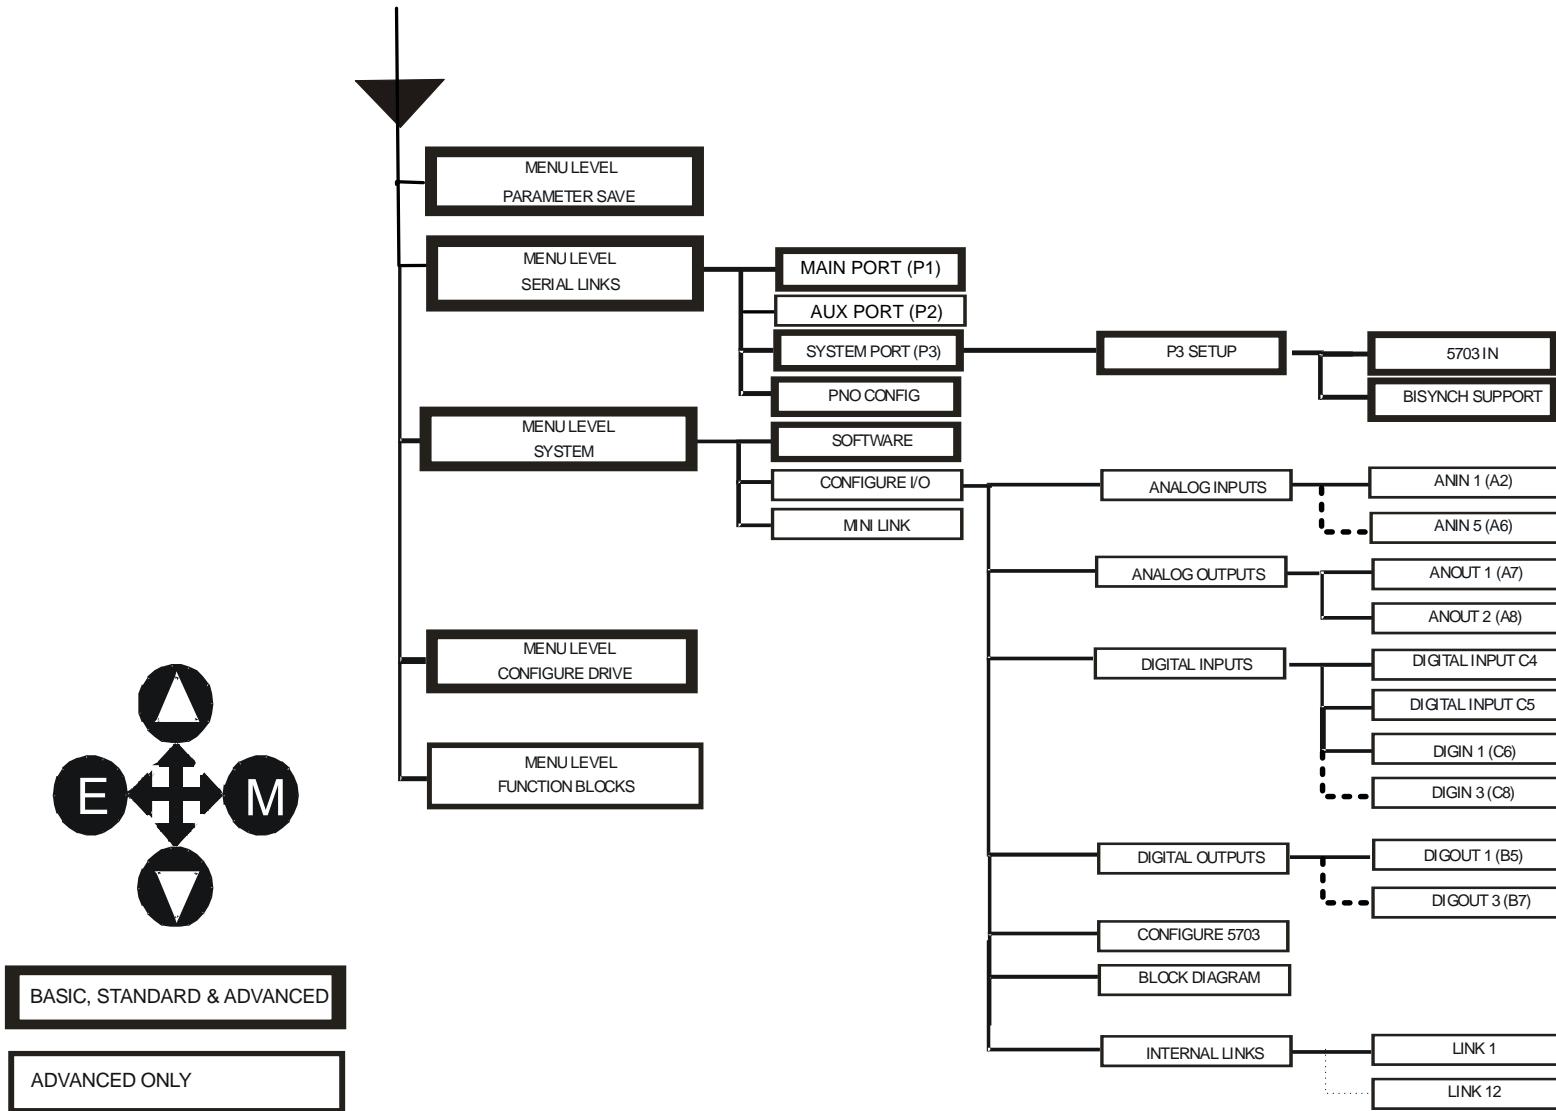 MENU LEVEL
PARAMETER SAVE
MENU LEVEL
SERIAL LINKS
MAIN PORT (P1)
AUX PORT (P2)
SYSTEM PORT (P3)
P3 SETUP
5703 IN
PNO CONFIG
BISYNCH SUPPORT
MENU LEVEL
SYSTEM
SOFTWARE
CONFIGURE I/O
MINI LINK
ANALOG INPUTS
ANIN 1 (A2)
ANIN 5 (A6)
ANALOG OUTPUTS
ANOUT 1 (A7)
ANOUT 2 (A8)
MENU LEVEL
CONFIGURE DRIVE
DIGITAL INPUTS
DIGITAL INPUT C4
DIGITAL INPUT C5
DIGIN 1 (C6)
DIGIN 3 (C8)
MENU LEVEL
FUNCTION BLOCKS
E
M
DIGITAL OUTPUTS
DIGOUT 1 (B5)
DIGOUT 3 (B7)
CONFIGURE 5703
BLOCK DIAGRAM
INTERNAL LINKS
LINK 1
LINK 12
BASIC, STANDARD & ADVANCED
ADVANCED ONLY